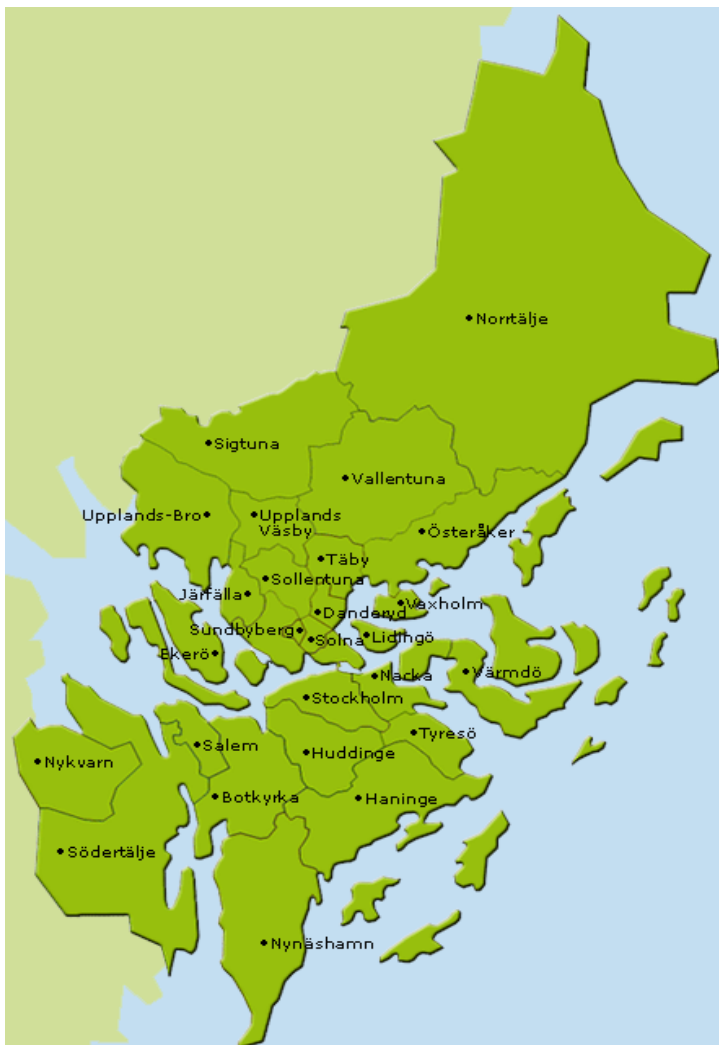 Norrtälje
Sigtuna
Vallentuna
Upplands-Bro
Upplands
Väsby
Österåker
Täby
Sollentuna
Järfälla
Vaxholm
Danderyd
Sundbyberg
Solna
Lidingö
Ekerö
Nacka
Värmdö
Stockholm
Tyresö
Salem
Huddinge
Nykvarn
Botkyrka
Haninge
Södertälje
Nynäshamn